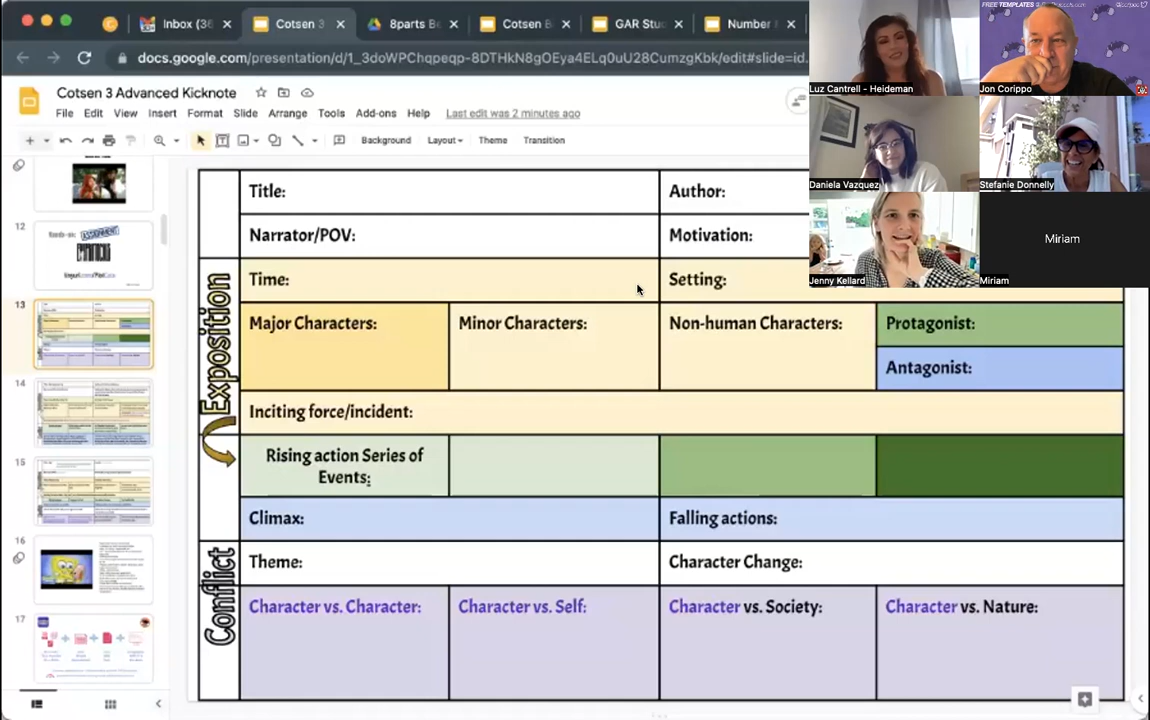 Inbox (36
Cotsen 3
8parts Be
Cotsen B
GAR Stu
Number
docs.google.com/presentation/d/1_3doWPChqpeqp-8DTHkN8gOEya4ELq0uU28CumzgKbk/edit#slide=id.
FREE TEMPLATES
Luz Cantrell - Heideman
Jon Corippo
Daniela Vazquez
Stefanie Donnelly
Jenny Kellard
Miriam
Miriam
Cotsen 3 Advanced Kicknote
File Edit View Insert Format Slide Arrange Tools Add-ons Help Last edit was 2 minutes ago
Background Layout Theme Transition
12
13
14
15
16
17
Title:
Author:
Narrator/POV:
Motivation:
Exposition
Time:
Setting:
Major Characters:
Minor Characters:
Non-human Characters:
Protagonist:
Antagonist:
Inciting force/incident:
Rising action Series of
Events:
Climax:
Falling actions:
Conflict
Theme:
Character Change:
Character vs. Character:
Character vs. Self:
Character vs. Society:
Character vs. Nature: